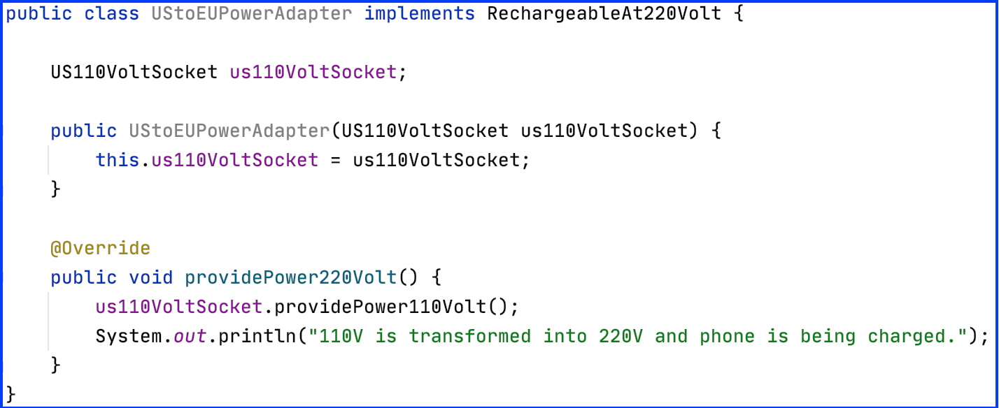 public class UStoEUPowerAdapter implements RechargeableAt220Volt {
US110VoltSocket us110VoltSocket;
public UStoEUPowerAdapter(US110VoltSocket us110VoltSocket) {
this.us110VoltSocket = us110VoltSocket;
}
@Override
public void providePower220Volt() {
us110VoltSocket.providePower110Volt();
System.out.println("110V is transformed into 220V and phone is being charged.");
}
}